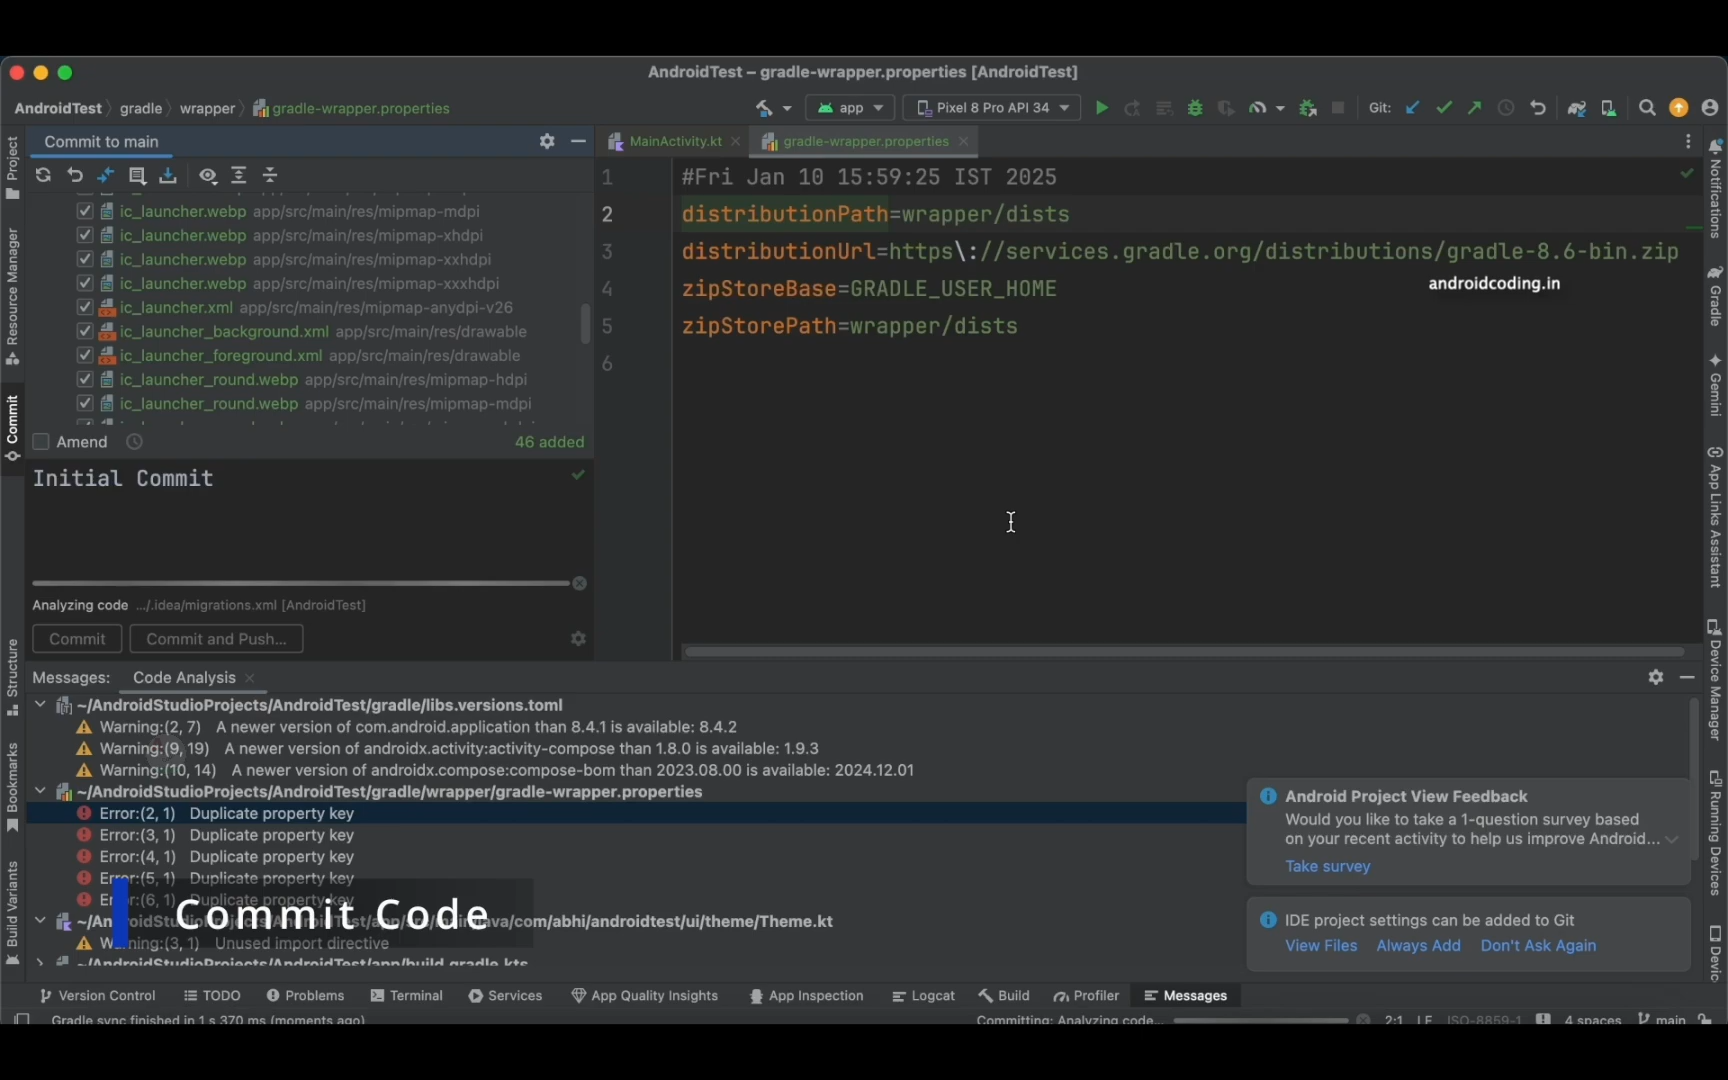 AndroidTest – gradle-wrapper.properties [AndroidTest]
AndroidTest gradle wrapper gradle-wrapper.properties
app
Pixel 8 Pro API 34
Git:
Commit to main
MainActivity.kt
gradle-wrapper.properties
Project
Resource Manager
Commit
Structure
Bookmarks
Build Variants
ic_launcher.webp app/src/main/res/mipmap-mdpi
ic_launcher.webp app/src/main/res/mipmap-xhdpi
ic_launcher.webp app/src/main/res/mipmap-xxhdpi
ic_launcher.webp app/src/main/res/mipmap-xxxhdpi
ic_launcher.xml app/src/main/res/mipmap-anydpi-v26
ic_launcher_background.xml app/src/main/res/drawable
ic_launcher_foreground.xml app/src/main/res/drawable
ic_launcher_round.webp app/src/main/res/mipmap-hdpi
ic_launcher_round.webp app/src/main/res/mipmap-mdpi
Amend
46 added
Initial Commit
Analyzing code .../.idea/migrations.xml [AndroidTest]
Commit
Commit and Push...
1 #Fri Jan 10 15:59:25 IST 2025
2 distributionPath=wrapper/dists
3 distributionUrl=https\://services.gradle.org/distributions/gradle-8.6-bin.zip
4 zipStoreBase=GRADLE_USER_HOME
5 zipStorePath=wrapper/dists
6
androidcoding.in
Notifications
Gradle
Gemini
App Links Assistant
Device Manager
Running Devices
Messages: Code Analysis
~/AndroidStudioProjects/AndroidTest/gradle/libs.versions.toml
Warning:(2, 7) A newer version of com.android.application than 8.4.1 is available: 8.4.2
Warning:(9, 19) A newer version of androidx.activity:activity-compose than 1.8.0 is available: 1.9.3
Warning:(10, 14) A newer version of androidx.compose:compose-bom than 2023.08.00 is available: 2024.12.01
~/AndroidStudioProjects/AndroidTest/gradle/wrapper/gradle-wrapper.properties
Error:(2, 1) Duplicate property key
Error:(3, 1) Duplicate property key
Error:(4, 1) Duplicate property key
Error:(5, 1) Duplicate property key
Error:(6, 1) Duplicate property key
Commit Code
/com/abhi/androidtest/ui/theme/Theme.kt
Warning:(3, 1) Unused import directive
~/AndroidStudioProjects/AndroidTest/app/build.gradle.kts
Android Project View Feedback
Would you like to take a 1-question survey based
on your recent activity to help us improve Android...
Take survey
IDE project settings can be added to Git
View Files Always Add Don't Ask Again
Version Control TODO Problems Terminal Services App Quality Insights App Inspection Logcat Build Profiler Messages
Gradle sync finished in 1 s 370 ms (moments ago)
Committing: Analyzing code...
2:1 LF ISO-8859-1 4 spaces main